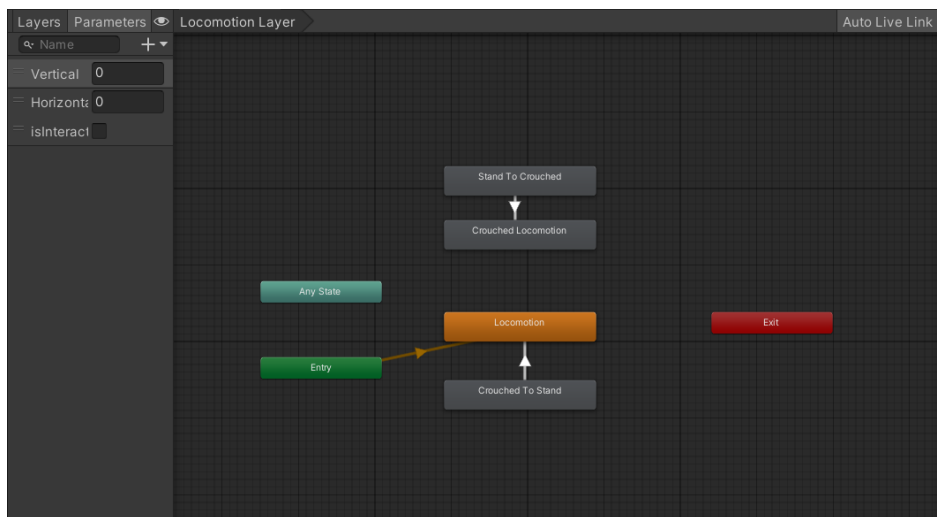 Layers Parameters Locomotion Layer Auto Live Link
Name
Vertical 0
Horizonta 0
isInteract
Stand To Crouched
Crouched Locomotion
Any State
Locomotion
Exit
Entry
Crouched To Stand